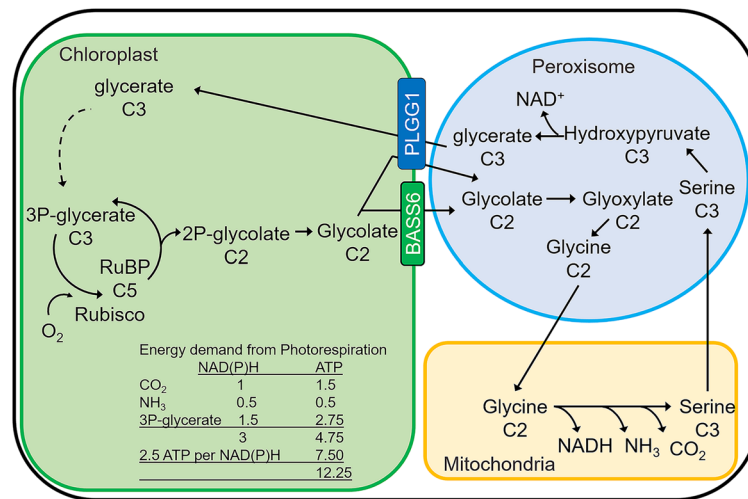 Chloroplast
glycerate
C3
3P-glycerate
C3
RuBP
C5
Rubisco
O₂
2P-glycolate
C2
Glycolate
C2
PLGG1
BASS6
Peroxisome
NAD⁺
glycerate
C3
Hydroxypyruvate
C3
Glycolate
C2
Glyoxylate
C2
Serine
C3
Glycine
C2
Energy demand from Photorespiration
NAD(P)H ATP
CO₂ 1 1.5
NH₃ 0.5 0.5
3P-glycerate 1.5 2.75
3 4.75
2.5 ATP per NAD(P)H 7.50
12.25
Glycine
C2
NADH
NH₃
CO₂
Serine
C3
Mitochondria